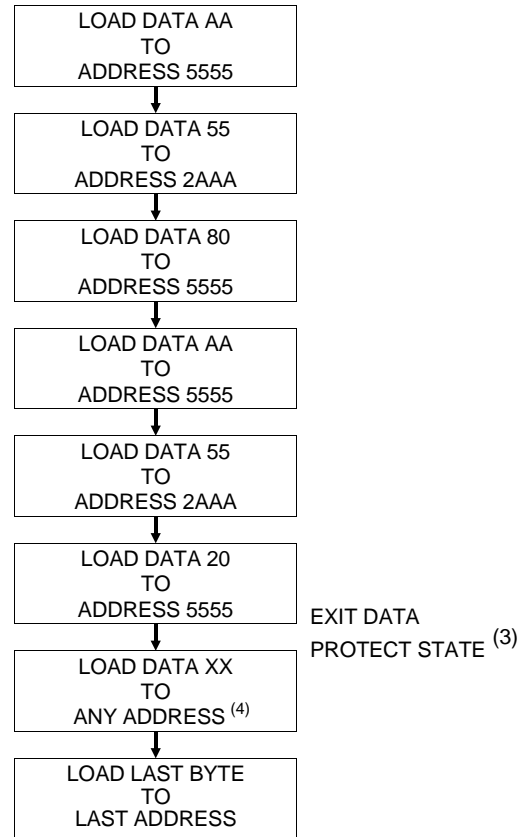 LOAD DATA AA
TO
ADDRESS 5555
LOAD DATA 55
TO
ADDRESS 2AAA
LOAD DATA 80
TO
ADDRESS 5555
LOAD DATA AA
TO
ADDRESS 5555
LOAD DATA 55
TO
ADDRESS 2AAA
LOAD DATA 20
TO
ADDRESS 5555
EXIT DATA
PROTECT STATE (3)
LOAD DATA XX
TO
ANY ADDRESS (4)
LOAD LAST BYTE
TO
LAST ADDRESS